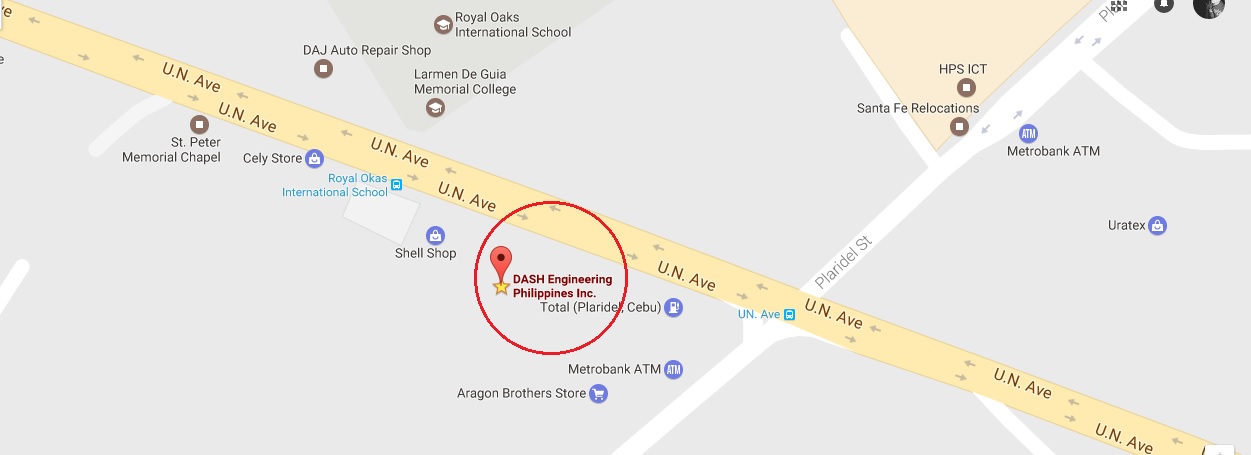 Royal Oaks
International School
DAJ Auto Repair Shop
Larmen De Guia
Memorial College
HPS ICT
Santa Fe Relocations
Metrobank ATM
ATM
U.N. Ave
U.N. Ave
U.N. Ave
U.N. Ave
St. Peter
Memorial Chapel
Cely Store
Royal Okas
International School
Shell Shop
DASH Engineering
Philippines Inc.
Total (Plaridel, Cebu)
U.N. Ave
Plaridel St
Uratex
UN. Ave
U.N. Ave
Metrobank ATM
ATM
Aragon Brothers Store
U.N. Ave
U.N. Ave